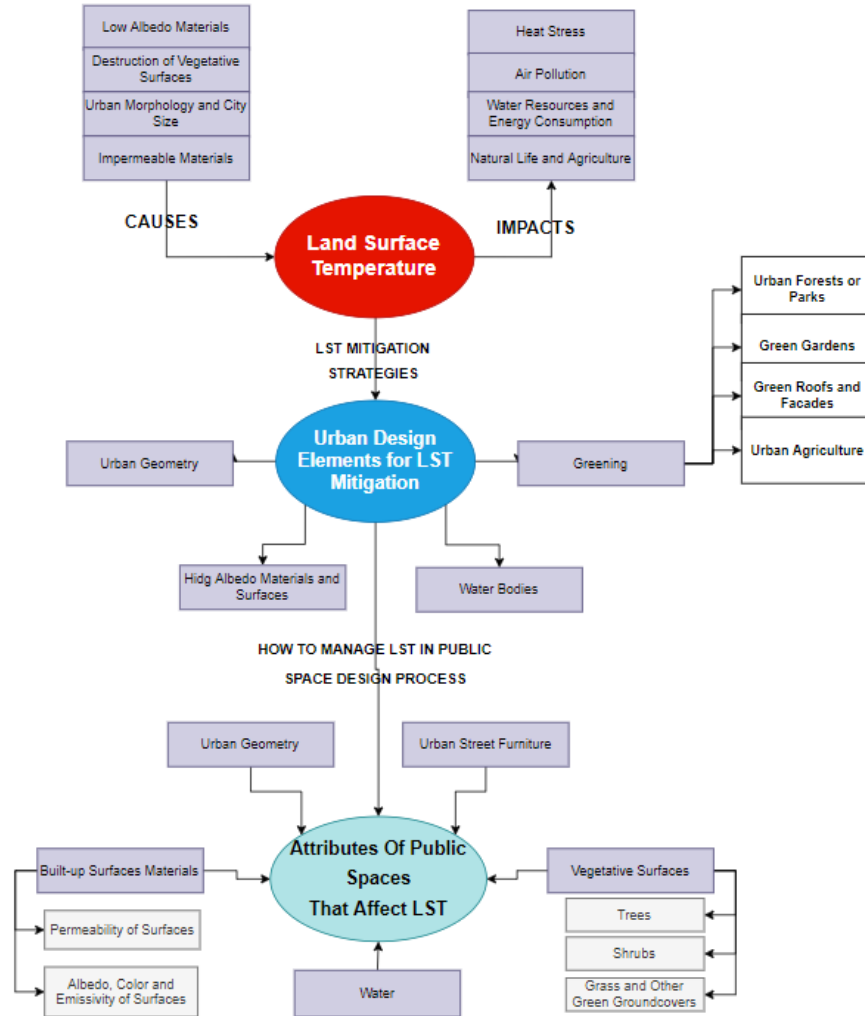 Low Albedo Materials
Destruction of Vegetative
Surfaces
Urban Morphology and City
Size
Impermeable Materials
Heat Stress
Air Pollution
Water Resources and
Energy Consumption
Natural Life and Agriculture
CAUSES
IMPACTS
Land Surface
Temperature
LST MITIGATION
STRATEGIES
Urban Design
Elements for LST
Mitigation
Urban Geometry
Greening
Urban Forests or
Parks
Green Gardens
Green Roofs and
Facades
Urban Agriculture
Hidg Albedo Materials and
Surfaces
Water Bodies
HOW TO MANAGE LST IN PUBLIC
SPACE DESIGN PROCESS
Urban Geometry
Urban Street Furniture
Attributes Of Public
Spaces
That Affect LST
Built-up Surfaces Materials
Permeability of Surfaces
Albedo, Color and
Emissivity of Surfaces
Water
Vegetative Surfaces
Trees
Shrubs
Grass and Other
Green Groundcovers